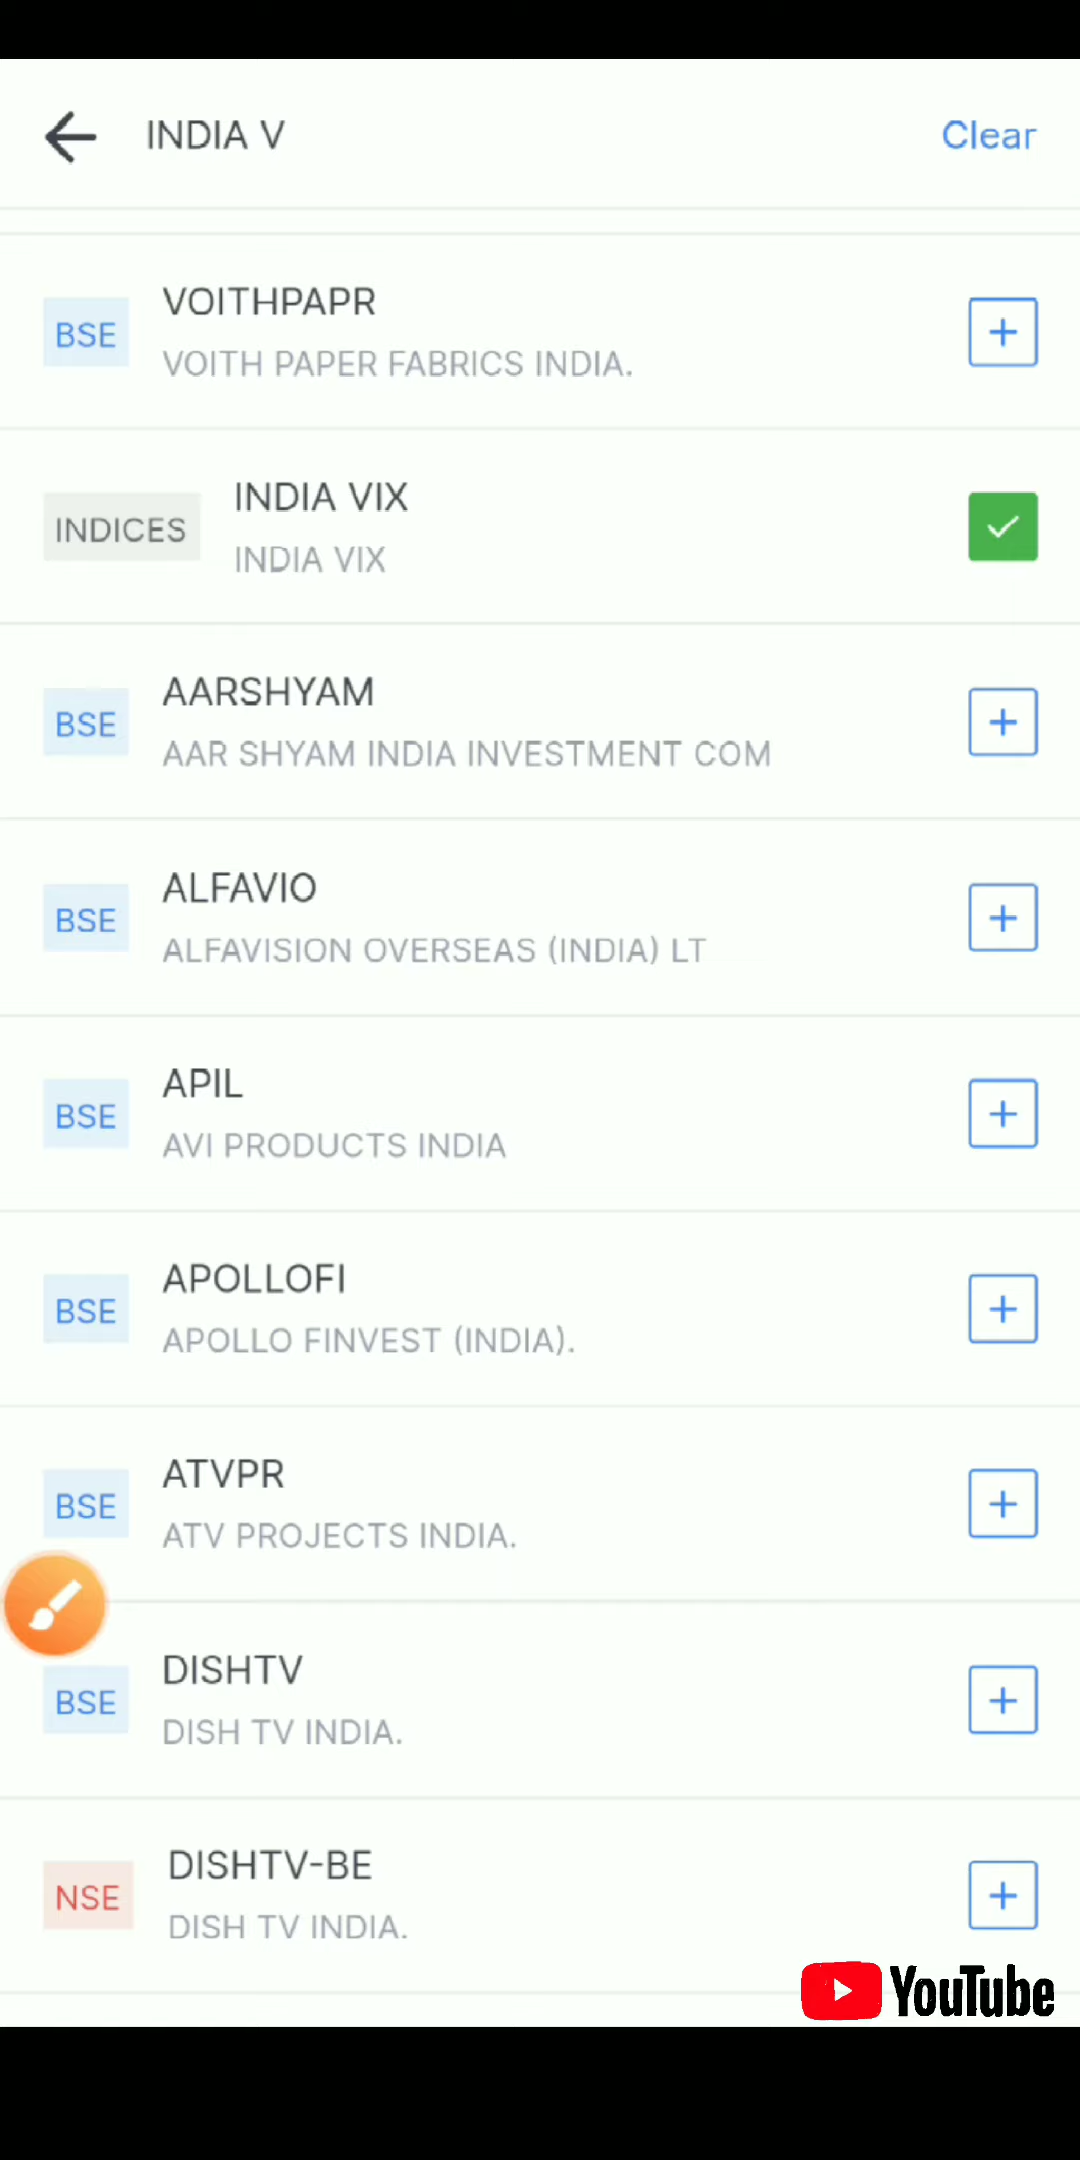 INDIA V
Clear
BSE
VOITHPAPR
VOITH PAPER FABRICS INDIA.
INDICES
INDIA VIX
INDIA VIX
BSE
AARSHYAM
AAR SHYAM INDIA INVESTMENT COM
BSE
ALFAVIO
ALFAVISION OVERSEAS (INDIA) LT
BSE
APIL
AVI PRODUCTS INDIA
BSE
APOLLOFI
APOLLO FINVEST (INDIA).
BSE
ATVPR
ATV PROJECTS INDIA.
BSE
DISHTV
DISH TV INDIA.
NSE
DISHTV-BE
DISH TV INDIA.
YouTube